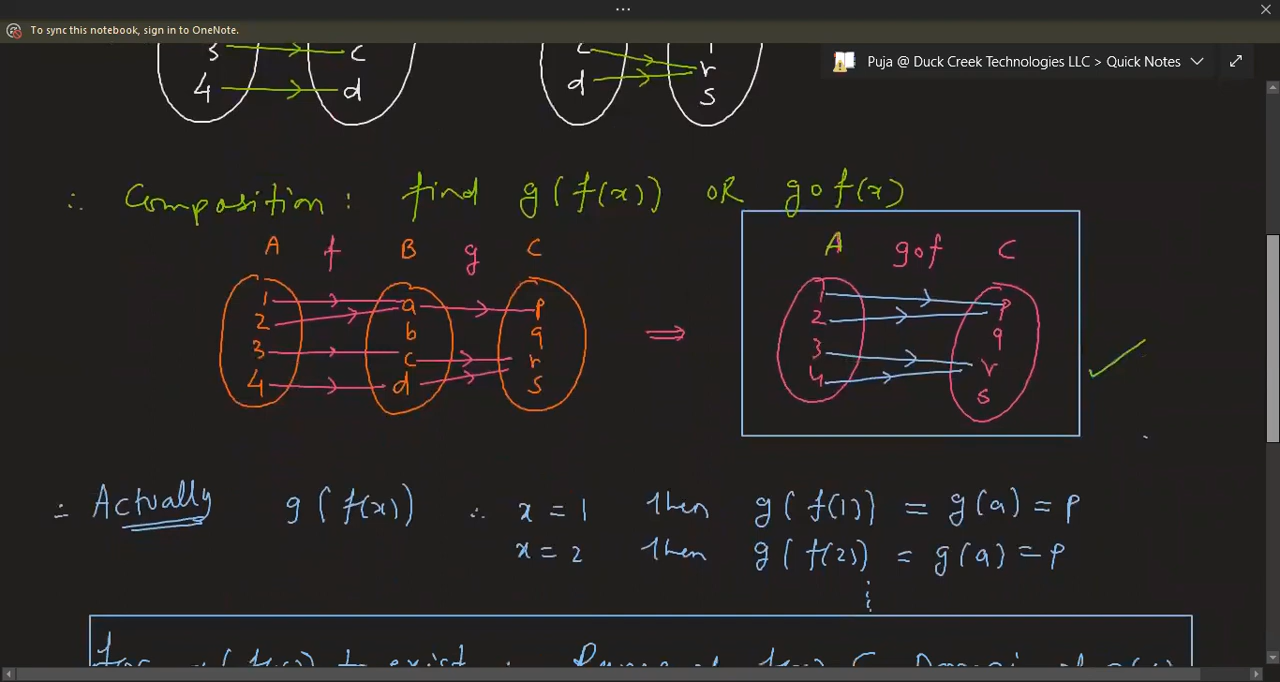 ...
To sync this notebook, sign in to OneNote.
Puja @ Duck Creek Technologies LLC > Quick Notes
3 c r
4 d d s
∴ Composition: find g(f(x)) OR gof(x)
A f B g C A gof C
1 a p 1 p
2 b q 2 q
3 c r ⇒ 3 r
4 d s 4 s
∴ Actually g(f(x)) ∴ x = 1 then g(f(1)) = g(a) = p
x = 2 then g(f(2)) = g(a) = p